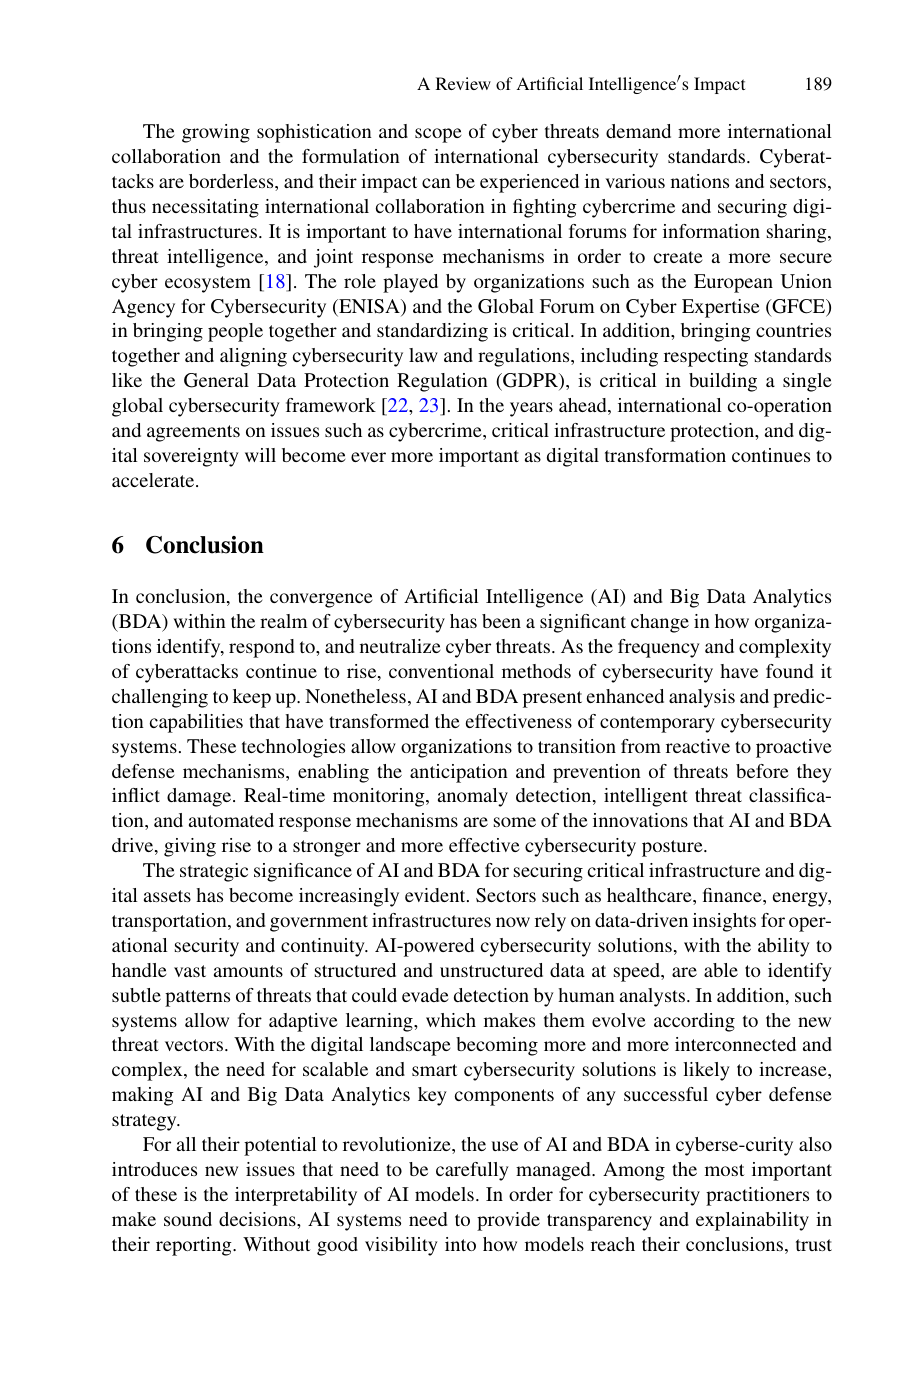 A Review of Artificial Intelligence′s Impact 189
The growing sophistication and scope of cyber threats demand more international
collaboration and the formulation of international cybersecurity standards. Cyberat-
tacks are borderless, and their impact can be experienced in various nations and sectors,
thus necessitating international collaboration in fighting cybercrime and securing digi-
tal infrastructures. It is important to have international forums for information sharing,
threat intelligence, and joint response mechanisms in order to create a more secure
cyber ecosystem [18]. The role played by organizations such as the European Union
Agency for Cybersecurity (ENISA) and the Global Forum on Cyber Expertise (GFCE)
in bringing people together and standardizing is critical. In addition, bringing countries
together and aligning cybersecurity law and regulations, including respecting standards
like the General Data Protection Regulation (GDPR), is critical in building a single
global cybersecurity framework [22, 23]. In the years ahead, international co-operation
and agreements on issues such as cybercrime, critical infrastructure protection, and dig-
ital sovereignty will become ever more important as digital transformation continues to
accelerate.
6 Conclusion
In conclusion, the convergence of Artificial Intelligence (AI) and Big Data Analytics
(BDA) within the realm of cybersecurity has been a significant change in how organiza-
tions identify, respond to, and neutralize cyber threats. As the frequency and complexity
of cyberattacks continue to rise, conventional methods of cybersecurity have found it
challenging to keep up. Nonetheless, AI and BDA present enhanced analysis and predic-
tion capabilities that have transformed the effectiveness of contemporary cybersecurity
systems. These technologies allow organizations to transition from reactive to proactive
defense mechanisms, enabling the anticipation and prevention of threats before they
inflict damage. Real-time monitoring, anomaly detection, intelligent threat classifica-
tion, and automated response mechanisms are some of the innovations that AI and BDA
drive, giving rise to a stronger and more effective cybersecurity posture.
The strategic significance of AI and BDA for securing critical infrastructure and dig-
ital assets has become increasingly evident. Sectors such as healthcare, finance, energy,
transportation, and government infrastructures now rely on data-driven insights for oper-
ational security and continuity. AI-powered cybersecurity solutions, with the ability to
handle vast amounts of structured and unstructured data at speed, are able to identify
subtle patterns of threats that could evade detection by human analysts. In addition, such
systems allow for adaptive learning, which makes them evolve according to the new
threat vectors. With the digital landscape becoming more and more interconnected and
complex, the need for scalable and smart cybersecurity solutions is likely to increase,
making AI and Big Data Analytics key components of any successful cyber defense
strategy.
For all their potential to revolutionize, the use of AI and BDA in cyberse-curity also
introduces new issues that need to be carefully managed. Among the most important
of these is the interpretability of AI models. In order for cybersecurity practitioners to
make sound decisions, AI systems need to provide transparency and explainability in
their reporting. Without good visibility into how models reach their conclusions, trust